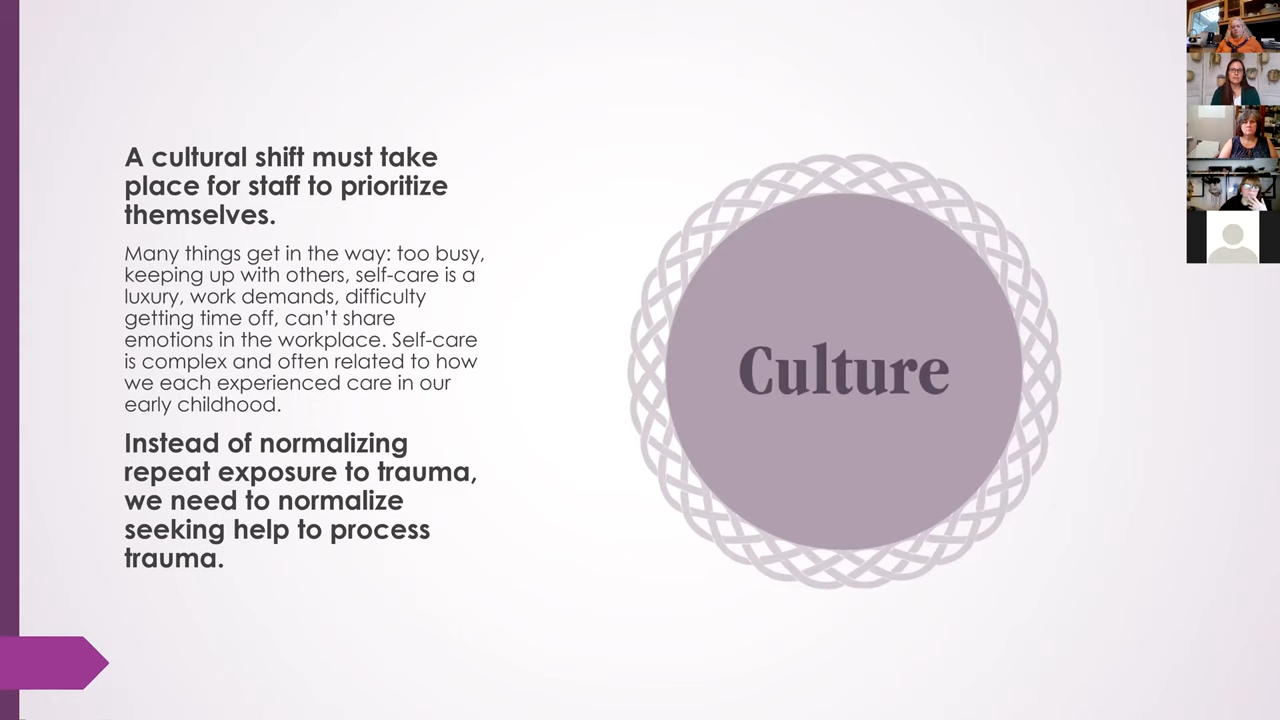 A cultural shift must take
place for staff to prioritize
themselves.
Many things get in the way: too busy,
keeping up with others, self-care is a
luxury, work demands, difficulty
getting time off, can’t share
emotions in the workplace. Self-care
is complex and often related to how
we each experienced care in our
early childhood.
Instead of normalizing
repeat exposure to trauma,
we need to normalize
seeking help to process
trauma.
Culture